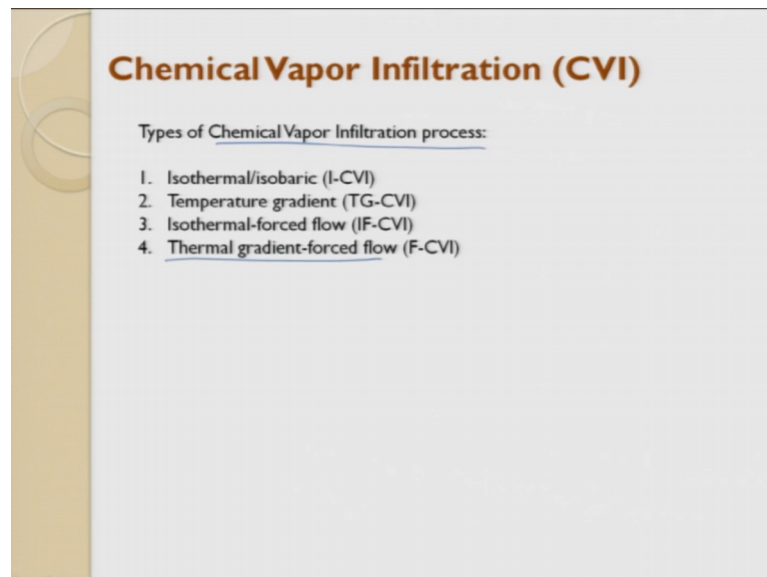 Chemical Vapor Infiltration (CVI)
Types of Chemical Vapor Infiltration process:
1. Isothermal/isobaric (I-CVI)
2. Temperature gradient (TG-CVI)
3. Isothermal-forced flow (IF-CVI)
4. Thermal gradient-forced flow (F-CVI)